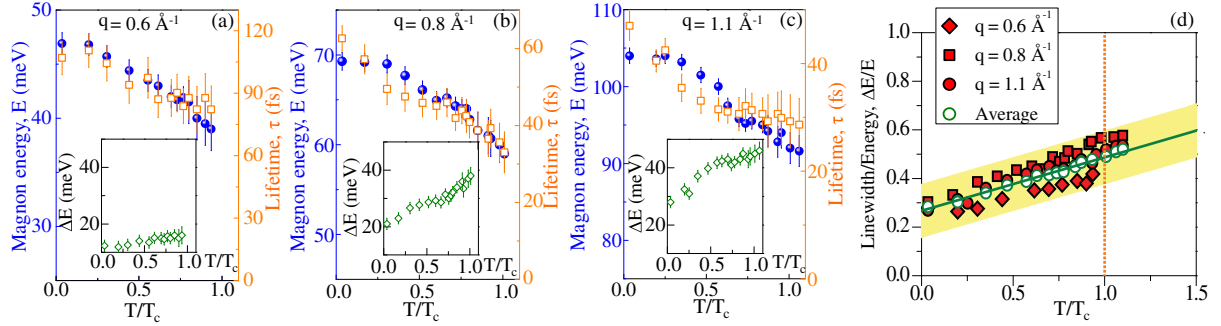 (a)
q = 0.6 Å⁻¹
Magnon energy, E (meV)
50
40
30
Lifetime, τ (fs)
120
90
60
30
0
ΔE (meV)
40
20
0.0 0.5 1.0
T/Tc
0.0 0.5 1.0
T/Tc
(b)
q = 0.8 Å⁻¹
Magnon energy, E (meV)
75
70
65
60
55
50
Lifetime, τ (fs)
60
40
20
0
ΔE (meV)
40
20
0.0 0.5 1.0
T/Tc
0.0 0.5 1.0
T/Tc
(c)
q = 1.1 Å⁻¹
Magnon energy, E (meV)
110
105
100
95
90
85
80
75
Lifetime, τ (fs)
40
20
0
ΔE (meV)
40
20
0.0 0.5 1.0
T/Tc
0.0 0.5 1.0
T/Tc
(d)
q = 0.6 Å⁻¹
q = 0.8 Å⁻¹
q = 1.1 Å⁻¹
Average
Linewidth/Energy, ΔE/E
1.0
0.8
0.6
0.4
0.2
0.0
0.0 0.5 1.0 1.5
T/Tc